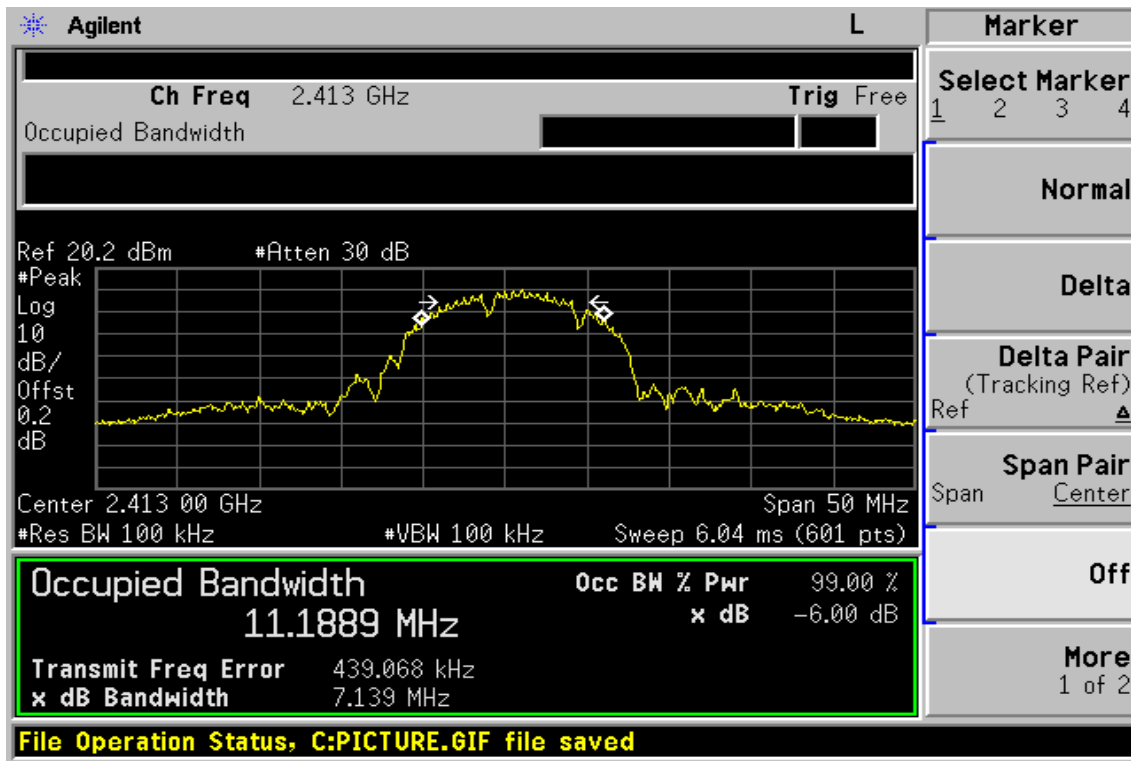 Agilent
L
Marker
Ch Freq 2.413 GHz
Trig Free
Occupied Bandwidth
Ref 20.2 dBm
#Atten 30 dB
#Peak
Log
10
dB/
Offst
0.2
dB
Center 2.413 00 GHz
Span 50 MHz
#Res BW 100 kHz
#VBW 100 kHz
Sweep 6.04 ms (601 pts)
Occupied Bandwidth
11.1889 MHz
Occ BW % Pwr 99.00 %
x dB -6.00 dB
Transmit Freq Error 439.068 kHz
x dB Bandwidth 7.139 MHz
File Operation Status, C:PICTURE.GIF file saved
Select Marker
1 2 3 4
Normal
Delta
Delta Pair
(Tracking Ref)
Ref Δ
Span Pair
Span Center
Off
More
1 of 2